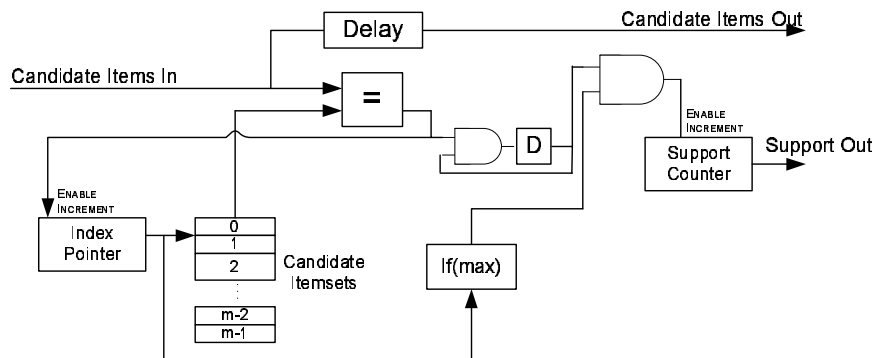 Candidate Items Out
Delay
Candidate Items In
=
ENABLE
INCREMENT
D
Support
Counter
Support Out
ENABLE
INCREMENT
Index
Pointer
0
1
2
Candidate
Itemsets
If(max)
m-2
m-1